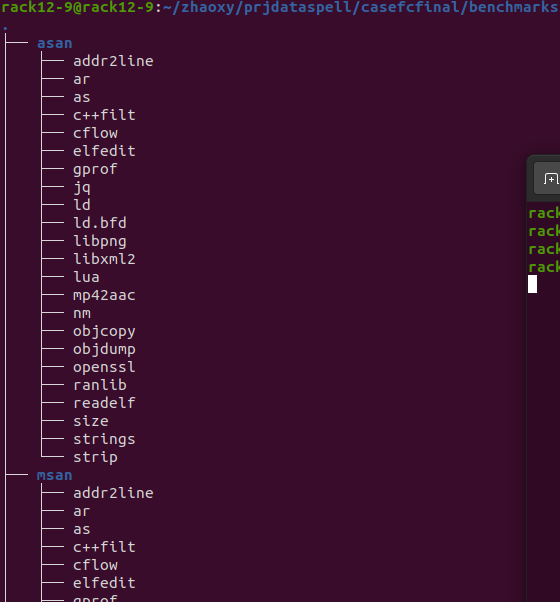 rack12-9@rack12-9:~/zhaoxy/prjdataspell/casefcfinal/benchmarks
.
asan
addr2line
ar
as
c++filt
cflow
elfedit
gprof
jq
ld
ld.bfd
libpng
libxml2
lua
mp42aac
nm
objcopy
objdump
openssl
ranlib
readelf
size
strings
strip
msan
addr2line
ar
as
c++filt
cflow
elfedit
gprof
rack
rack
rack
rack